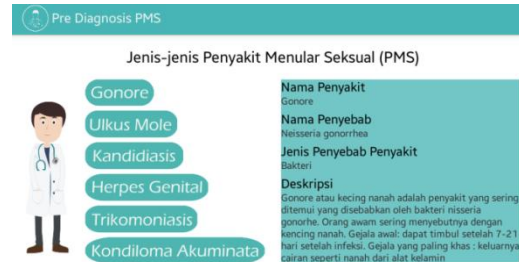 Pre Diagnosis PMS
Jenis-jenis Penyakit Menular Seksual (PMS)
Gonore
Ulkus Mole
Kandidiasis
Herpes Genital
Trikomoniasis
Kondiloma Akuminata
Nama Penyakit
Gonore
Nama Penyebab
Neisseria gonorrhea
Jenis Penyebab Penyakit
Bakteri
Deskripsi
Gonore atau kecing nanah adalah penyakit yang sering
ditemui yang disebabkan oleh bakteri nisseria
gonorhe. Orang awam sering menyebutnya dengan
kencing nanah. Gejala awal: dapat timbul setelah 7-21
hari setelah infeksi. Gejala yang paling khas : keluarnya
cairan seperti nanah dari alat kelamin